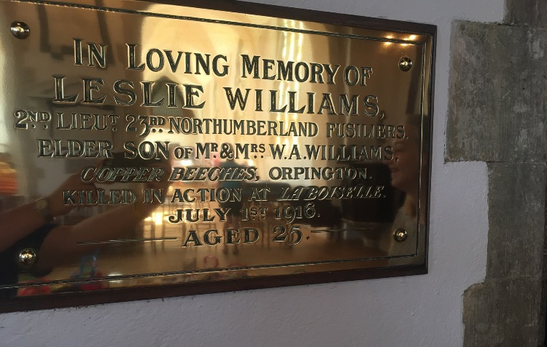 IN LOVING MEMORY OF
LESLIE WILLIAMS,
2ND LIEUT 23RD NORTHUMBERLAND FUSILIERS.
ELDER SON OF MR & MRS. W.A. WILLIAMS,
COPPER BEECHES, ORPINGTON.
KILLED IN ACTION AT LA BOISELLE.
JULY 1ST 1916.
AGED 25.